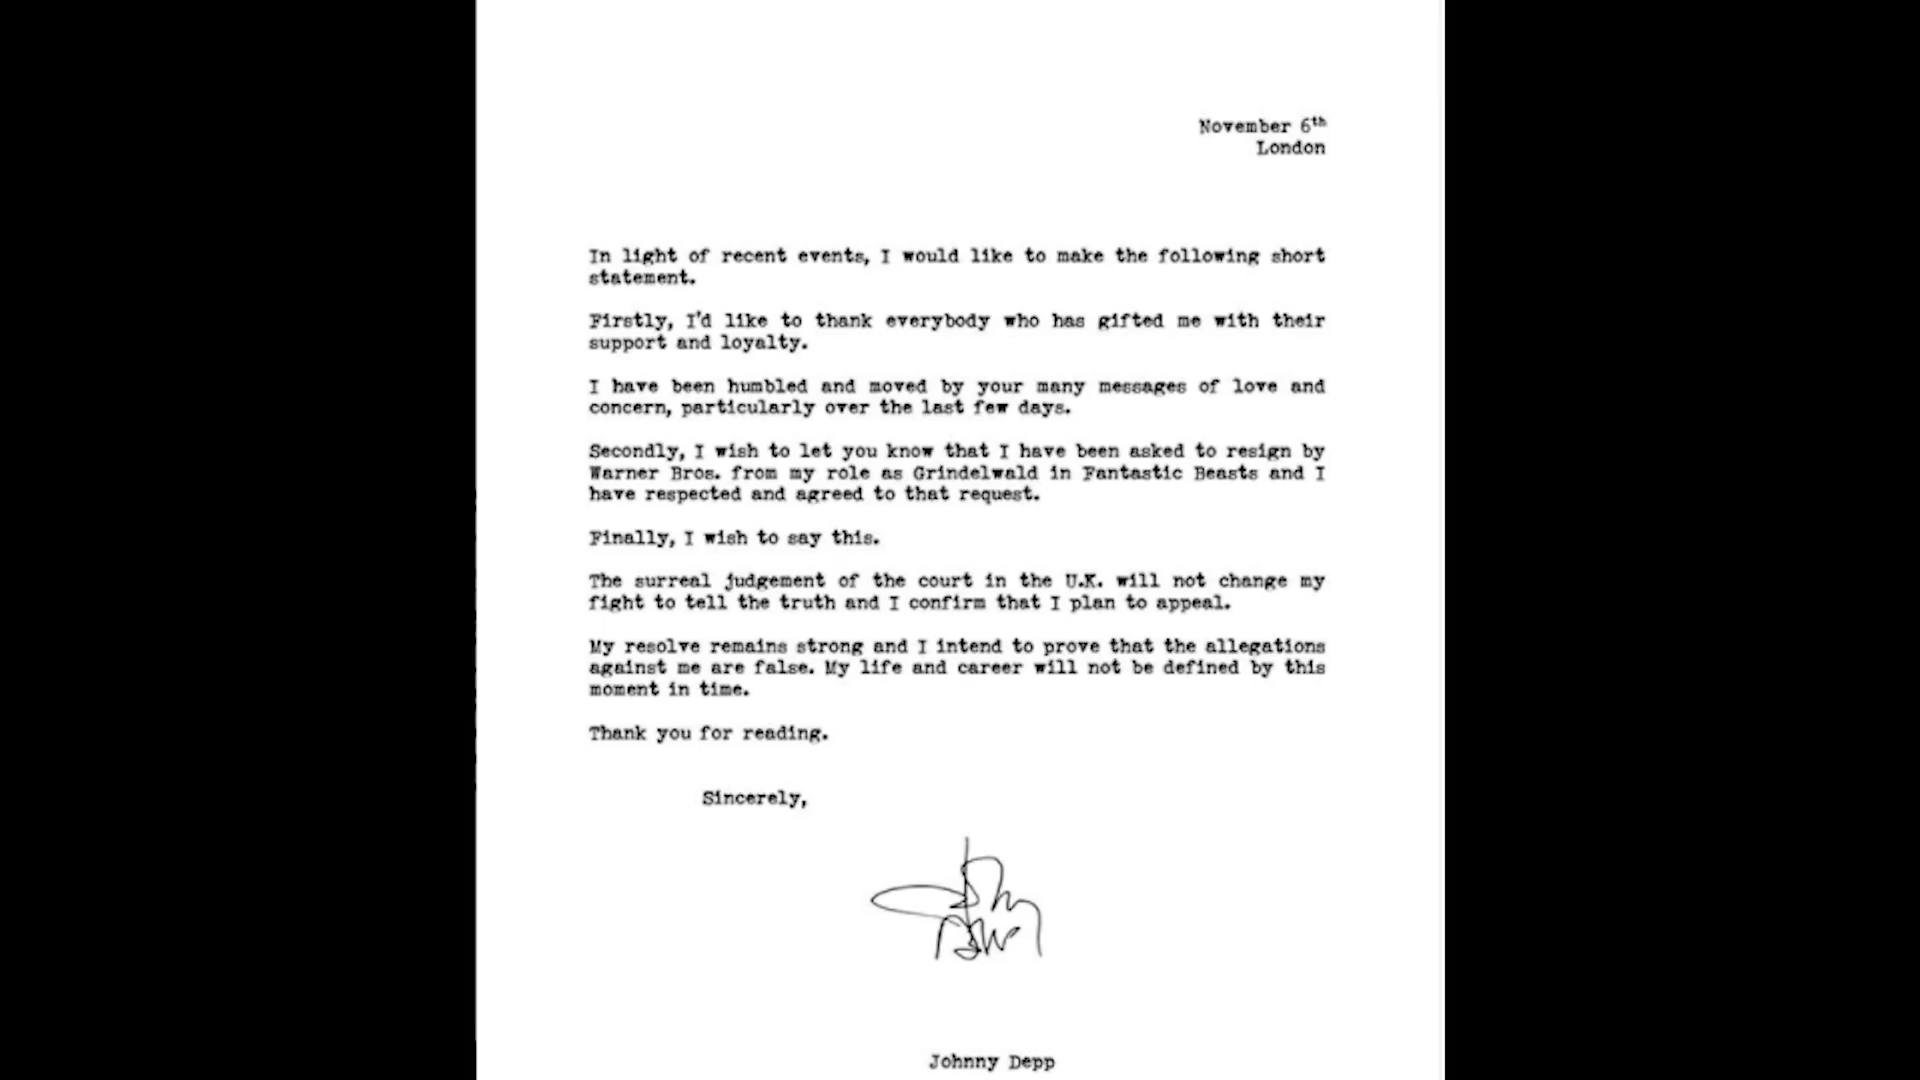 November 6th
London
In light of recent events, I would like to make the following short
statement.
Firstly, I'd like to thank everybody who has gifted me with their
support and loyalty.
I have been humbled and moved by your many messages of love and
concern, particularly over the last few days.
Secondly, I wish to let you know that I have been asked to resign by
Warner Bros. from my role as Grindelwald in Fantastic Beasts and I
have respected and agreed to that request.
Finally, I wish to say this.
The surreal judgement of the court in the U.K. will not change my
fight to tell the truth and I confirm that I plan to appeal.
My resolve remains strong and I intend to prove that the allegations
against me are false. My life and career will not be defined by this
moment in time.
Thank you for reading.
Sincerely,
Johnny Depp